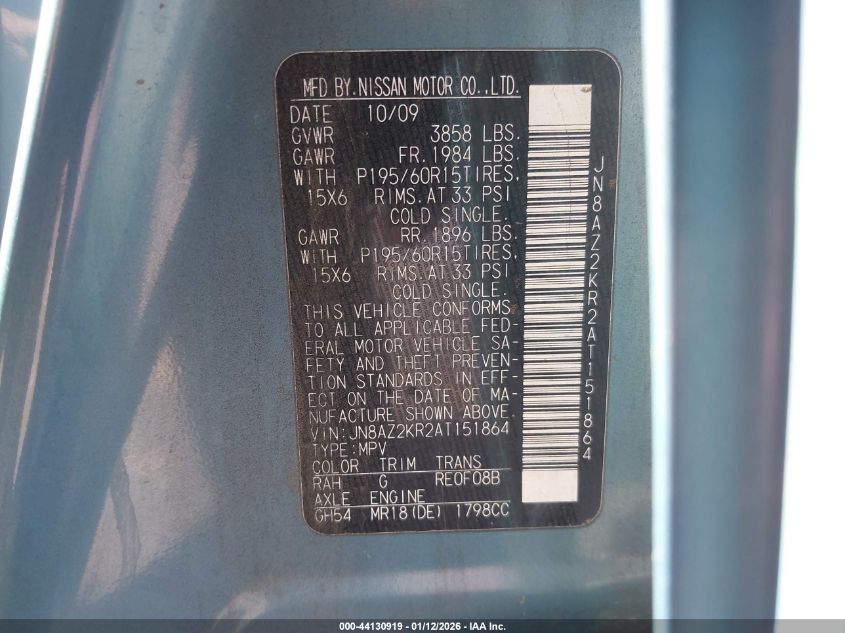 MFD BY.NISSAN MOTOR CO.,LTD.
DATE 10/09
GVWR 3858 LBS.
GAWR FR.1984 LBS.
WITH P195/60R15TIRES.
15X6 RIMS.AT 33 PSI
COLD SINGLE.
GAWR RR.1896 LBS.
WITH P195/60R15TIRES.
15X6 RIMS.AT 33 PSI
COLD SINGLE.
THIS VEHICLE CONFORMS
TO ALL APPLICABLE FED-
ERAL MOTOR VEHICLE SA-
FETY AND THEFT PREVEN-
TION STANDARDS IN EFF-
ECT ON THE DATE OF MA-
NUFACTURE SHOWN ABOVE.
VIN:JN8AZ2KR2AT151864
TYPE:MPV
COLOR TRIM TRANS
RAH G RE0F08B
AXLE ENGINE
GH54 MR18(DE) 1798CC
JN8AZ2KR2AT151864
000-44130919 - 01/12/2026 - IAA Inc.